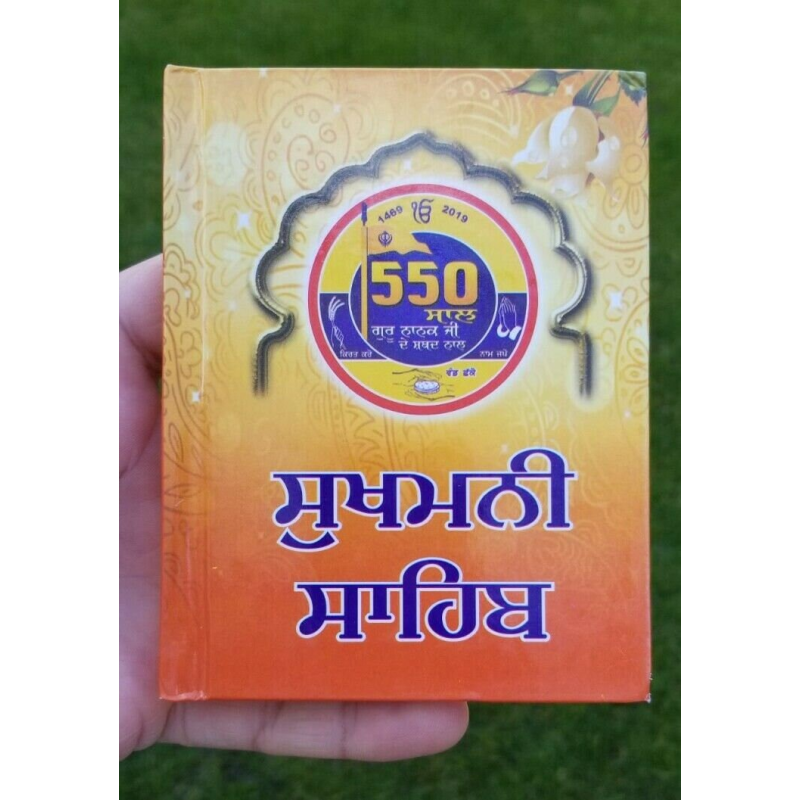 1469 ੴ 2019
550
ਸਾਲ
ਗੁਰੂ ਨਾਨਕ ਜੀ
ਦੇ ਸ਼ਬਦ ਨਾਲ
ਕਿਰਤ ਕਰੋ
ਨਾਮ ਜਪੋ
ਵੰਡ ਛਕੋ
ਸੁਖਮਨੀ
ਸਾਹਿਬ